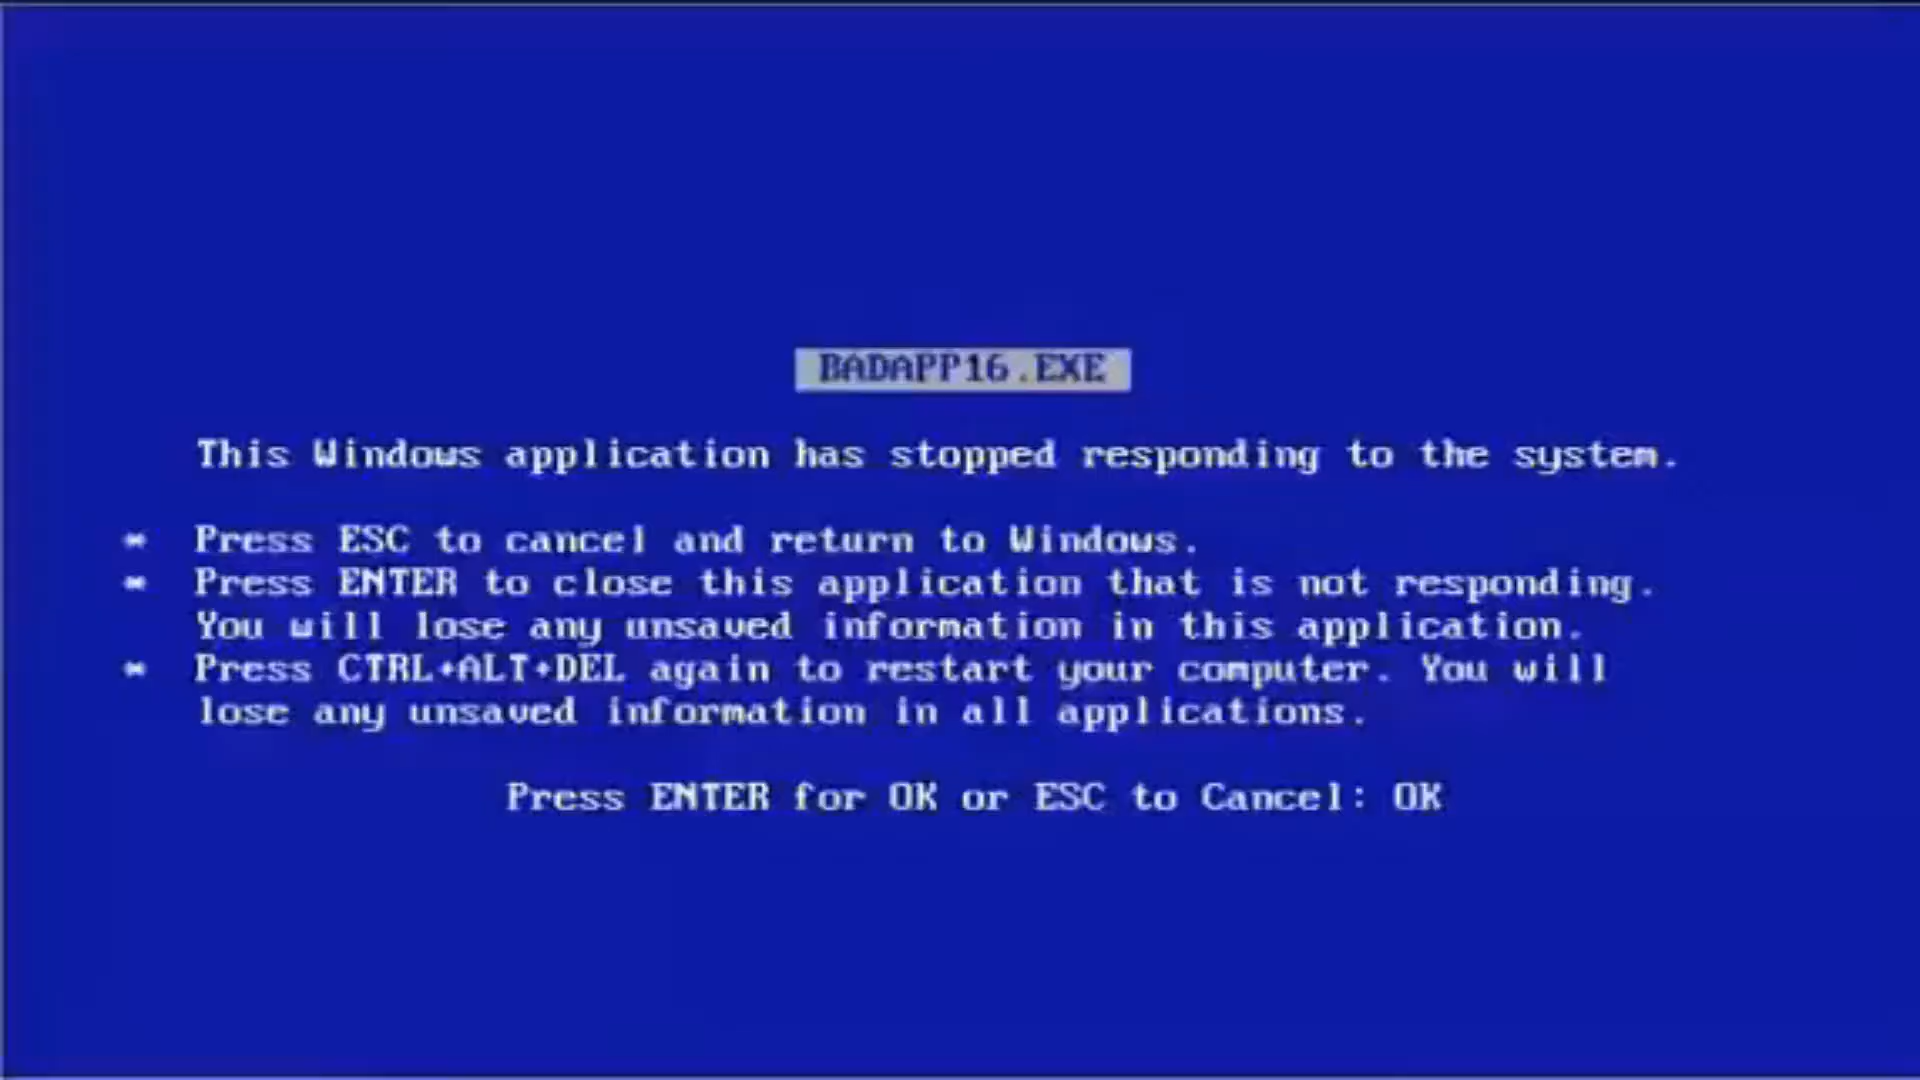 BADAPP16.EXE
This Windows application has stopped responding to the system.
* Press ESC to cancel and return to Windows.
* Press ENTER to close this application that is not responding.
You will lose any unsaved information in this application.
* Press CTRL+ALT+DEL again to restart your computer. You will
lose any unsaved information in all applications.
Press ENTER for OK or ESC to Cancel: OK